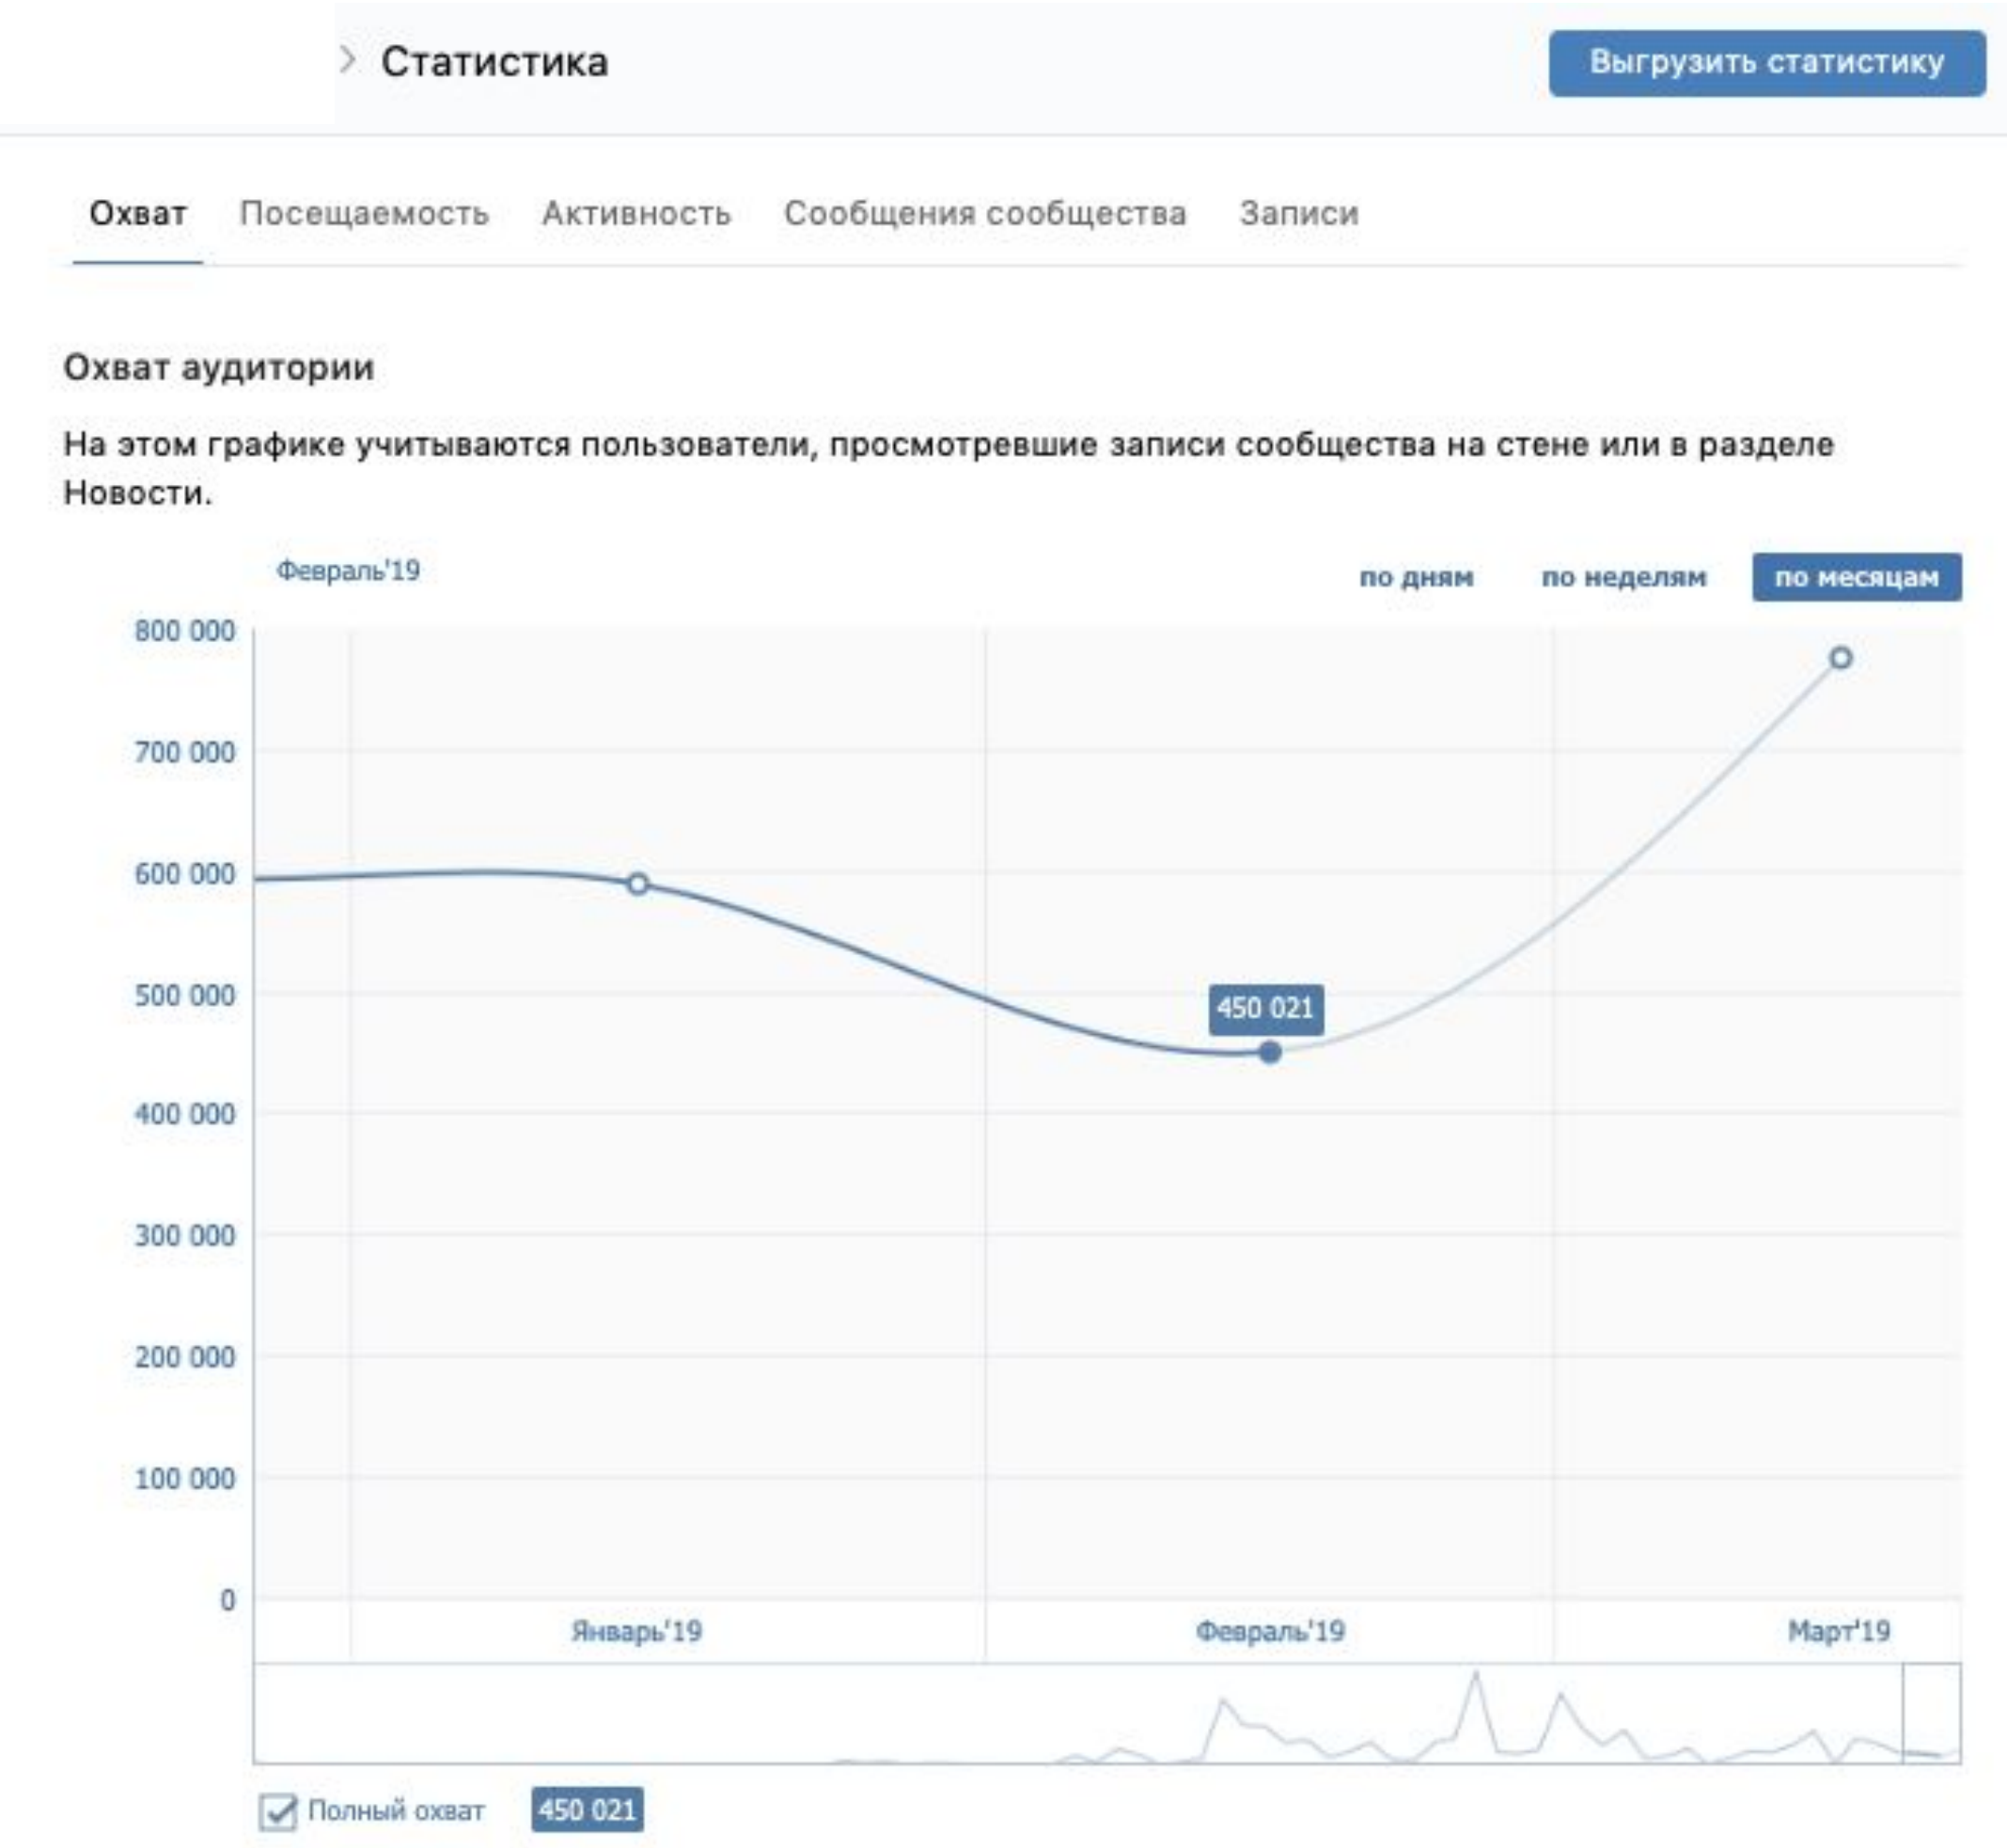 Статистика
Выгрузить статистику
Охват Посещаемость Активность Сообщения сообщества Записи
Охват аудитории
На этом графике учитываются пользователи, просмотревшие записи сообщества на стене или в разделе
Новости.
Февраль'19 по дням по неделям по месяцам
800 000
700 000
600 000
500 000
450 021
400 000
300 000
200 000
100 000
0
Январь'19 Февраль'19 Март'19
Полный охват 450 021